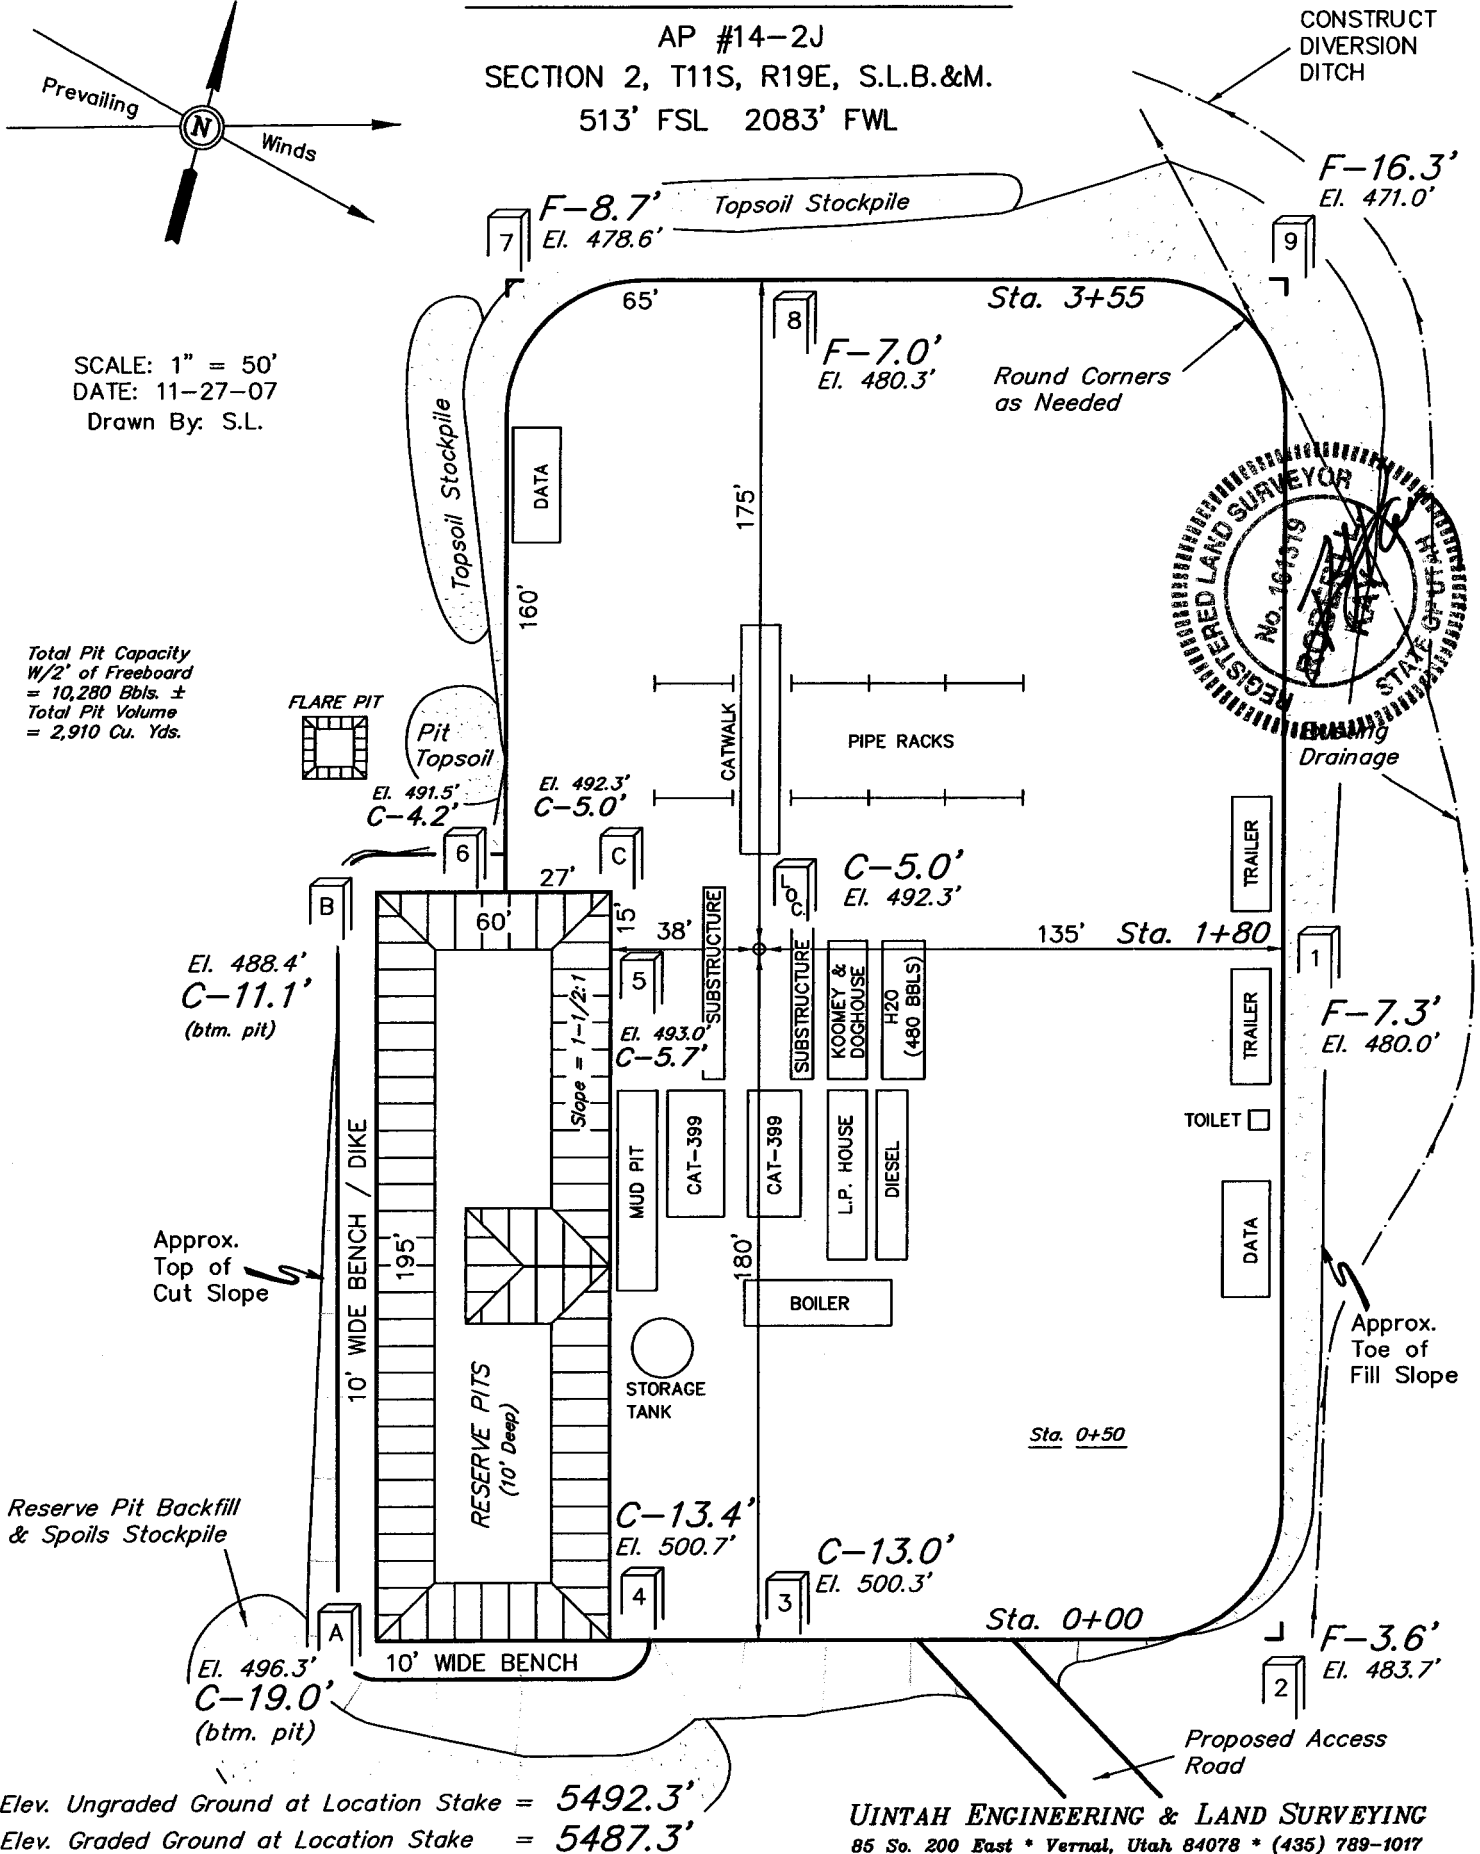 AP #14-2J
SECTION 2, T11S, R19E, S.L.B.&M.
513' FSL 2083' FWL
CONSTRUCT
DIVERSION
DITCH
Prevailing
N
Winds
F-16.3'
El. 471.0'
F-8.7'
El. 478.6'
Topsoil Stockpile
7
9
65'
Sta. 3+55
8
F-7.0'
El. 480.3'
Round Corners
as Needed
SCALE: 1" = 50'
DATE: 11-27-07
Drawn By: S.L.
Topsoil Stockpile
DATA
175'
160'
REGISTERED LAND SURVEYOR
No. 161319
ROBERT L.
KAY
STATE OF UTAH
Total Pit Capacity
W/2' of Freeboard
= 10,280 Bbls. ±
Total Pit Volume
= 2,910 Cu. Yds.
FLARE PIT
Pit
Topsoil
CATWALK
PIPE RACKS
Drainage
El. 491.5'
C-4.2'
El. 492.3'
C-5.0'
6
C
TRAILER
B
27'
60'
15'
LOC.
C-5.0'
El. 492.3'
38'
135'
Sta. 1+80
1
El. 488.4'
C-11.1'
(btm. pit)
5
El. 493.0'
C-5.7'
Slope = 1-1/2:1
SUBSTRUCTURE
SUBSTRUCTURE
KOOMEY &
DOGHOUSE
H20
(480 BBLS)
TRAILER
F-7.3'
El. 480.0'
TOILET
MUD PIT
CAT-399
CAT-399
L.P. HOUSE
DIESEL
DATA
180'
BOILER
Approx.
Top of
Cut Slope
10' WIDE BENCH / DIKE
195'
STORAGE
TANK
Approx.
Toe of
Fill Slope
RESERVE PITS
(10' Deep)
Sta. 0+50
Reserve Pit Backfill
& Spoils Stockpile
C-13.4'
El. 500.7'
4
C-13.0'
El. 500.3'
3
Sta. 0+00
A
10' WIDE BENCH
El. 496.3'
C-19.0'
(btm. pit)
F-3.6'
El. 483.7'
2
Proposed Access
Road
Elev. Ungraded Ground at Location Stake = 5492.3'
Elev. Graded Ground at Location Stake = 5487.3'
UINTAH ENGINEERING & LAND SURVEYING
85 So. 200 East * Vernal, Utah 84078 * (435) 789-1017